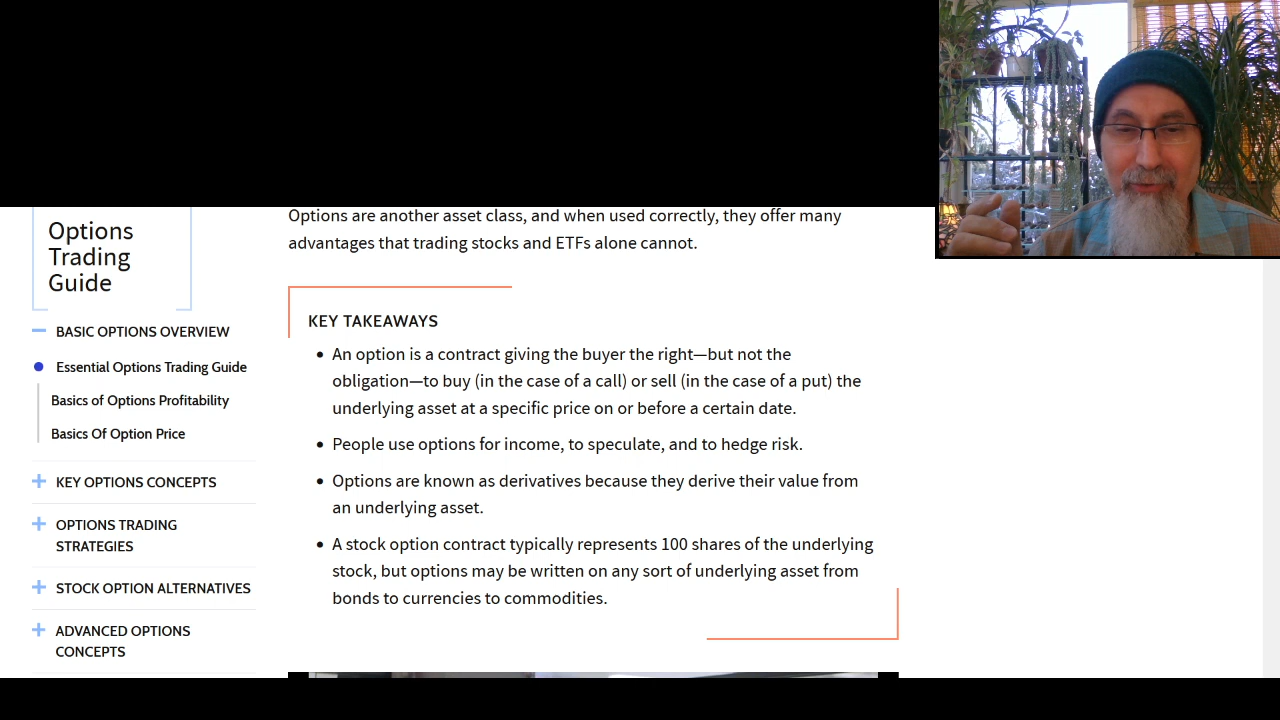 Options are another asset class, and when used correctly, they offer many
advantages that trading stocks and ETFs alone cannot.
Options
Trading
Guide
BASIC OPTIONS OVERVIEW
Essential Options Trading Guide
Basics of Options Profitability
Basics Of Option Price
KEY OPTIONS CONCEPTS
OPTIONS TRADING
STRATEGIES
STOCK OPTION ALTERNATIVES
ADVANCED OPTIONS
CONCEPTS
KEY TAKEAWAYS
• An option is a contract giving the buyer the right—but not the
obligation—to buy (in the case of a call) or sell (in the case of a put) the
underlying asset at a specific price on or before a certain date.
• People use options for income, to speculate, and to hedge risk.
• Options are known as derivatives because they derive their value from
an underlying asset.
• A stock option contract typically represents 100 shares of the underlying
stock, but options may be written on any sort of underlying asset from
bonds to currencies to commodities.